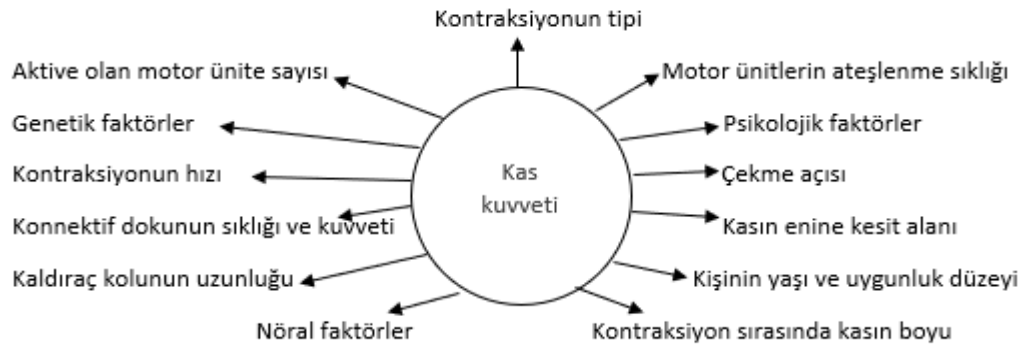 Kontraksiyonun tipi
Aktive olan motor ünite sayısı
Motor ünitlerin ateşlenme sıklığı
Genetik faktörler
Psikolojik faktörler
Kontraksiyonun hızı
Kas
kuvveti
Çekme açısı
Konnektif dokunun sıklığı ve kuvveti
Kasın enine kesit alanı
Kaldıraç kolunun uzunluğu
Kişinin yaşı ve uygunluk düzeyi
Nöral faktörler
Kontraksiyon sırasında kasın boyu